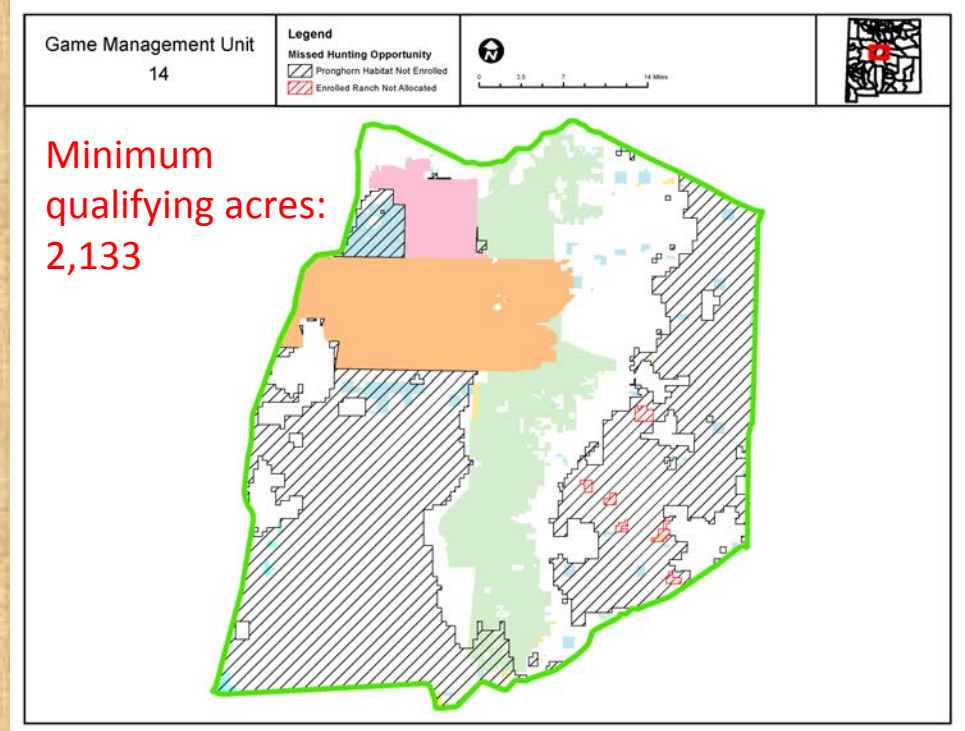 Game Management Unit
14
Legend
Missed Hunting Opportunity
Pronghorn Habitat Not Enrolled
Enrolled Ranch Not Allocated
N
0 3.5 7 14 Miles
Minimum
qualifying acres:
2,133